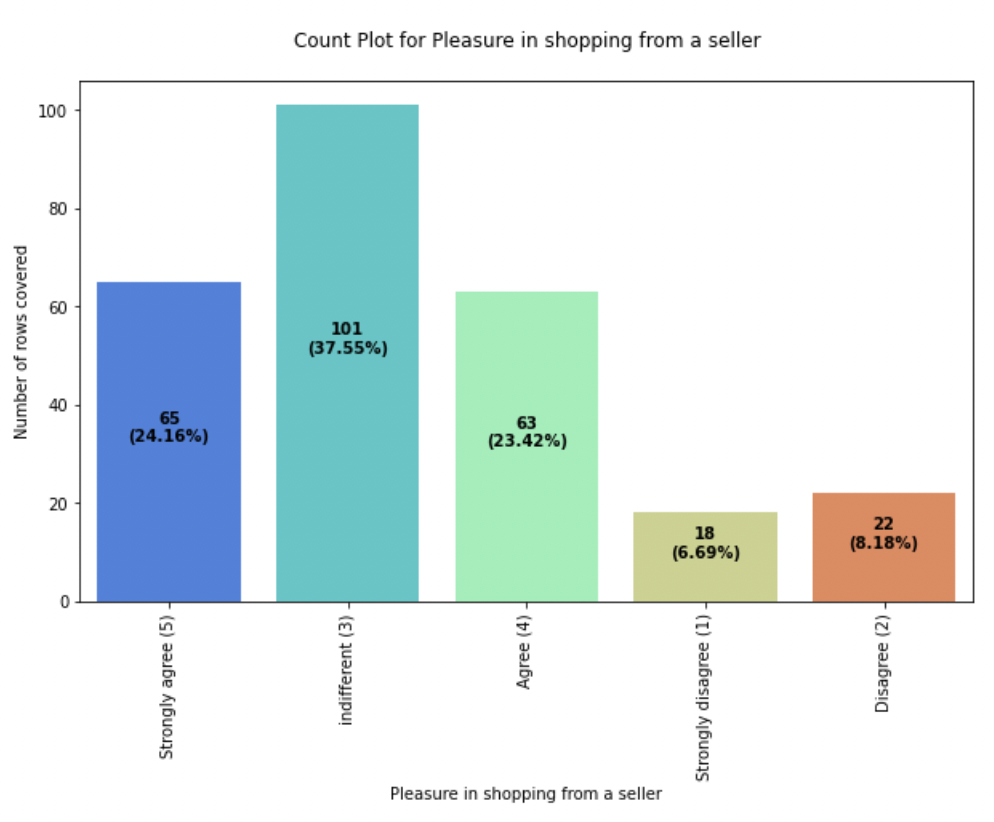 Count Plot for Pleasure in shopping from a seller
Number of rows covered
100
80
60
40
20
0
65
(24.16%)
101
(37.55%)
63
(23.42%)
18
(6.69%)
22
(8.18%)
Strongly agree (5)
indifferent (3)
Agree (4)
Strongly disagree (1)
Disagree (2)
Pleasure in shopping from a seller